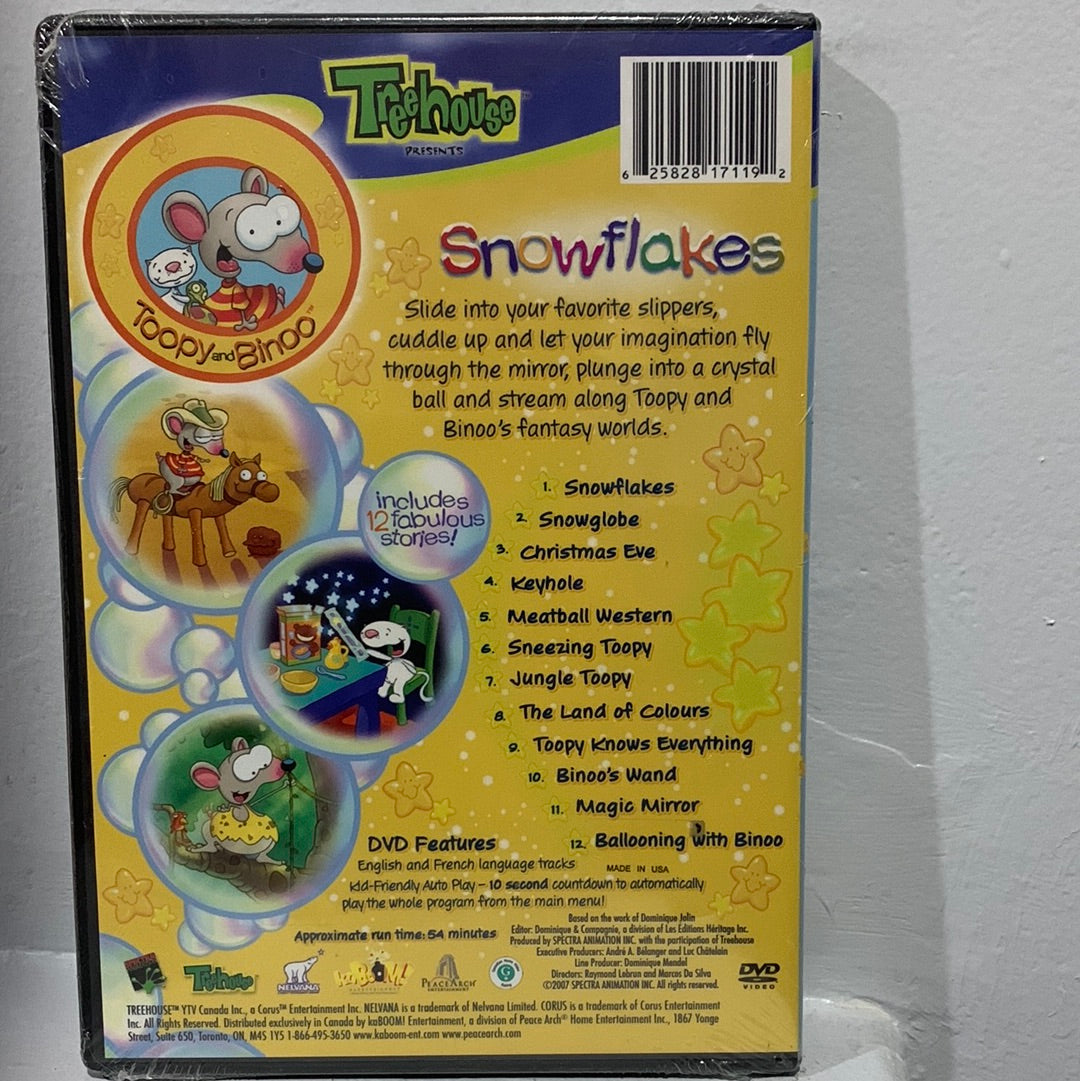 Treehouse™
PRESENTS
6 25828 17119 2
Toopy and Binoo™
Snowflakes
Slide into your favorite slippers,
cuddle up and let your imagination fly
through the mirror, plunge into a crystal
ball and stream along Toopy and
Binoo's fantasy worlds.
includes
12 fabulous
stories!
1. Snowflakes
2. Snowglobe
3. Christmas Eve
4. Keyhole
5. Meatball Western
6. Sneezing Toopy
7. Jungle Toopy
8. The Land of Colours
9. Toopy Knows Everything
10. Binoo's Wand
11. Magic Mirror
12. Ballooning with Binoo
DVD Features
English and French language tracks
MADE IN USA
Kid-Friendly Auto Play – 10 second countdown to automatically
play the whole program from the main menu!
Approximate run time: 54 minutes
Based on the work of Dominique Jolin
Editor: Dominique & Compagnie, a division of Les Éditions Héritage Inc.
Produced by SPECTRA ANIMATION INC. with the participation of Treehouse
Executive Producers: André A. Bélanger and Luc Châtelain
Line Producer: Dominique Mendel
Directors: Raymond Lebrun and Marcos Da Silva
©2007 SPECTRA ANIMATION INC. All rights reserved.
Treehouse
NELVANA
kaBOOM!
ENTERTAINMENT
PEACE ARCH
ENTERTAINMENT
G
DVD
VIDEO
TREEHOUSE™ YTV Canada Inc., a Corus™ Entertainment Inc. NELVANA is a trademark of Nelvana Limited. CORUS is a trademark of Corus Entertainment
Inc. All Rights Reserved. Distributed exclusively in Canada by kaBOOM! Entertainment, a division of Peace Arch® Home Entertainment Inc., 1867 Yonge
Street, Suite 650, Toronto, ON, M4S 1Y5 1-866-495-3650 www.kaboom-ent.com www.peacearch.com